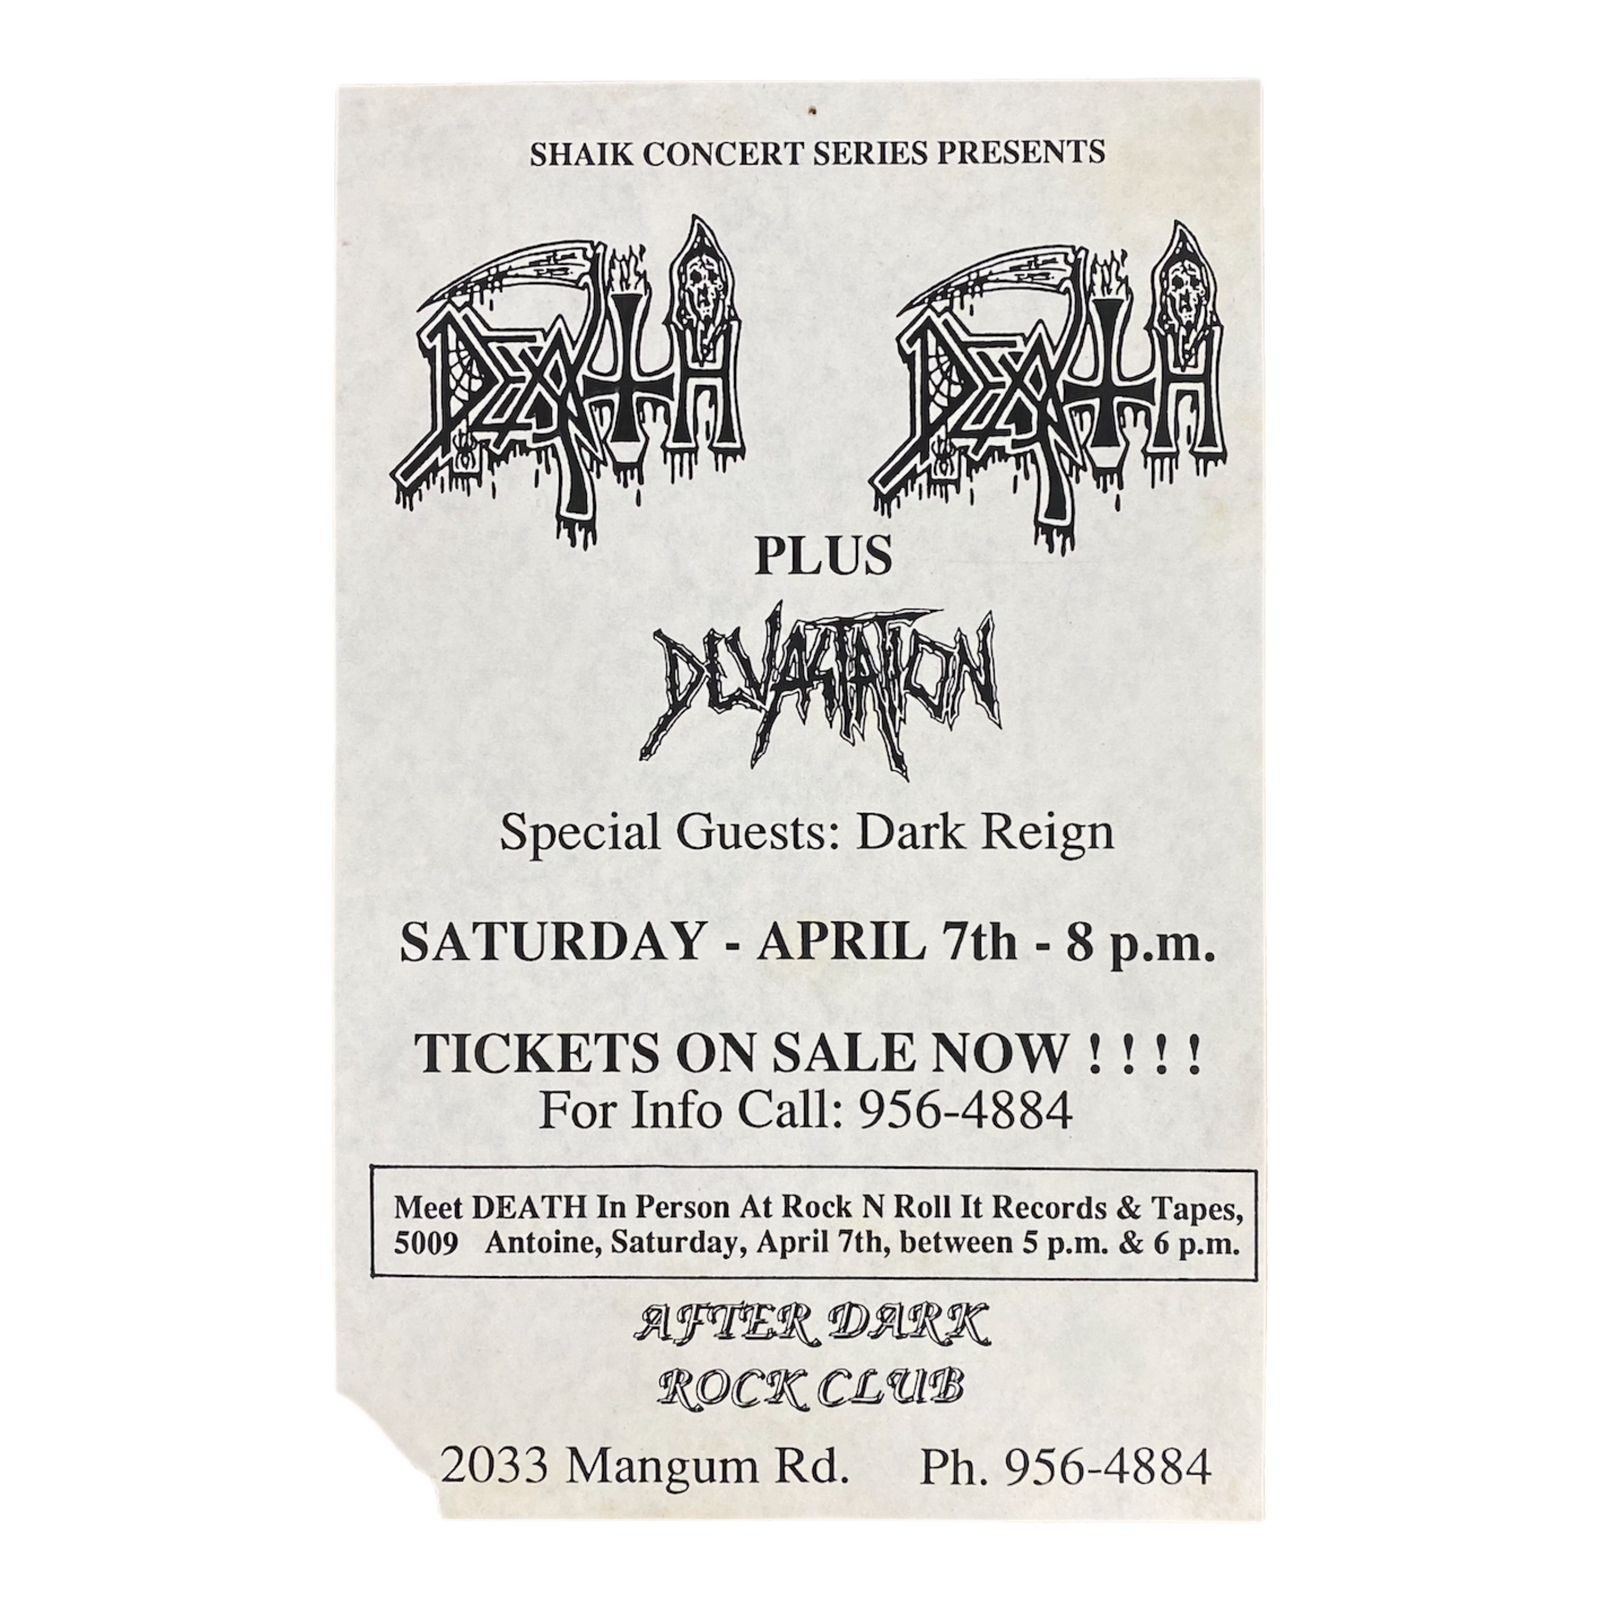 SHAIK CONCERT SERIES PRESENTS
DEATH DEATH
PLUS
DEVASTATION
Special Guests: Dark Reign
SATURDAY - APRIL 7th - 8 p.m.
TICKETS ON SALE NOW ! ! ! !
For Info Call: 956-4884
Meet DEATH In Person At Rock N Roll It Records & Tapes,
5009 Antoine, Saturday, April 7th, between 5 p.m. & 6 p.m.
AFTER DARK
ROCK CLUB
2033 Mangum Rd. Ph. 956-4884